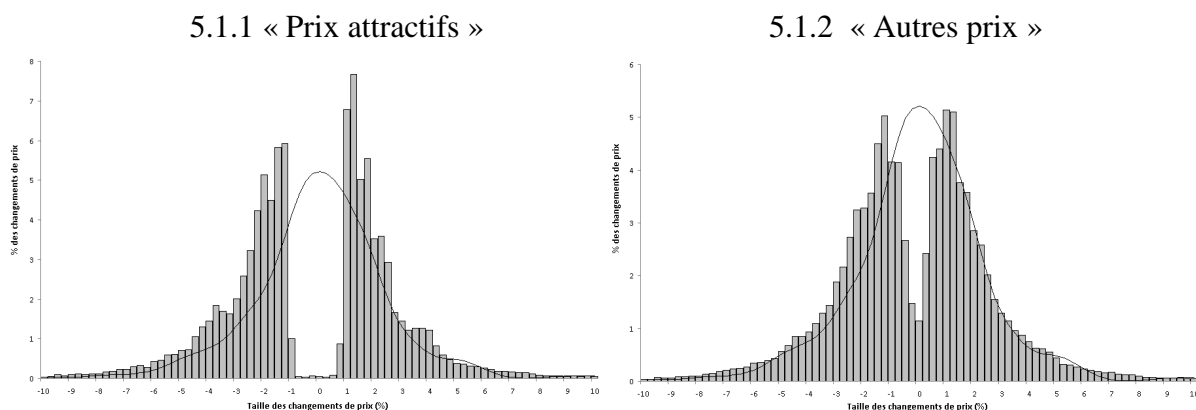 5.1.1 « Prix attractifs »
% des changements de prix
8
7
6
5
4
3
2
1
0
-10 -9 -8 -7 -6 -5 -4 -3 -2 -1 0 1 2 3 4 5 6 7 8 9 10
Taille des changements de prix (%)
5.1.2 « Autres prix »
% des changements de prix
6
5
4
3
2
1
0
-10 -9 -8 -7 -6 -5 -4 -3 -2 -1 0 1 2 3 4 5 6 7 8 9 10
Taille des changements de prix (%)